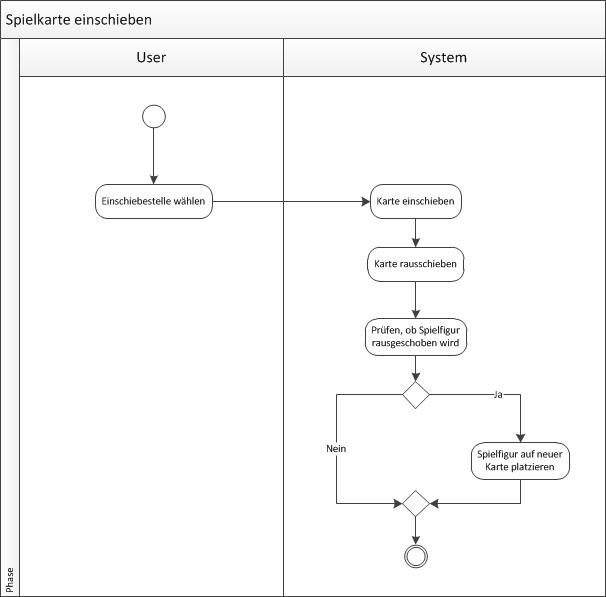 Spielkarte einschieben
User
System
Einschiebestelle wählen
Karte einschieben
Karte rausschieben
Prüfen, ob Spielfigur
rausgeschoben wird
Ja
Nein
Spielfigur auf neuer
Karte platzieren
Phase